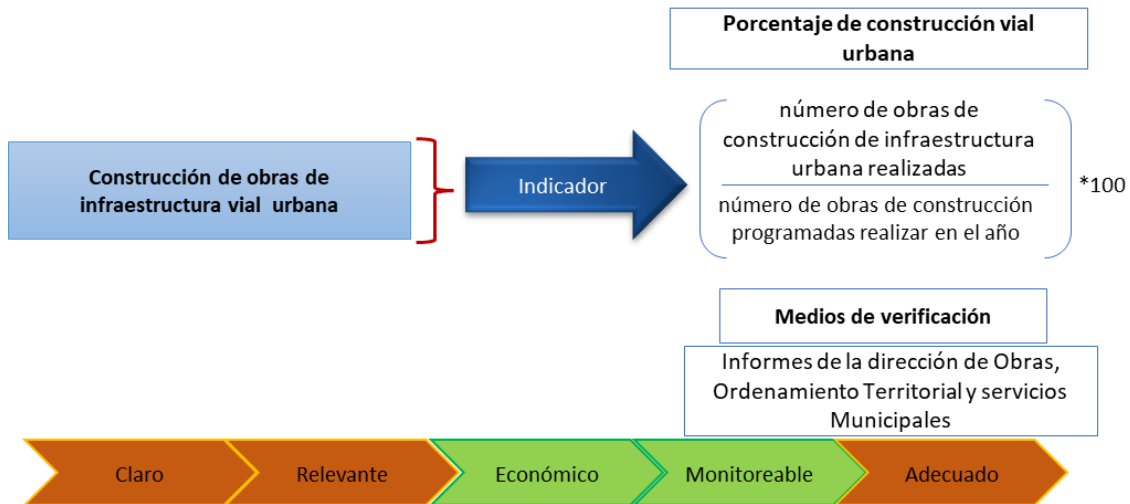 Porcentaje de construcción vial
urbana
número de obras de
construcción de infraestructura
urbana realizadas
número de obras de construcción
programadas realizar en el año
*100
Construcción de obras de
infraestructura vial urbana
Indicador
Medios de verificación
Informes de la dirección de Obras,
Ordenamiento Territorial y servicios
Municipales
Claro
Relevante
Económico
Monitoreable
Adecuado